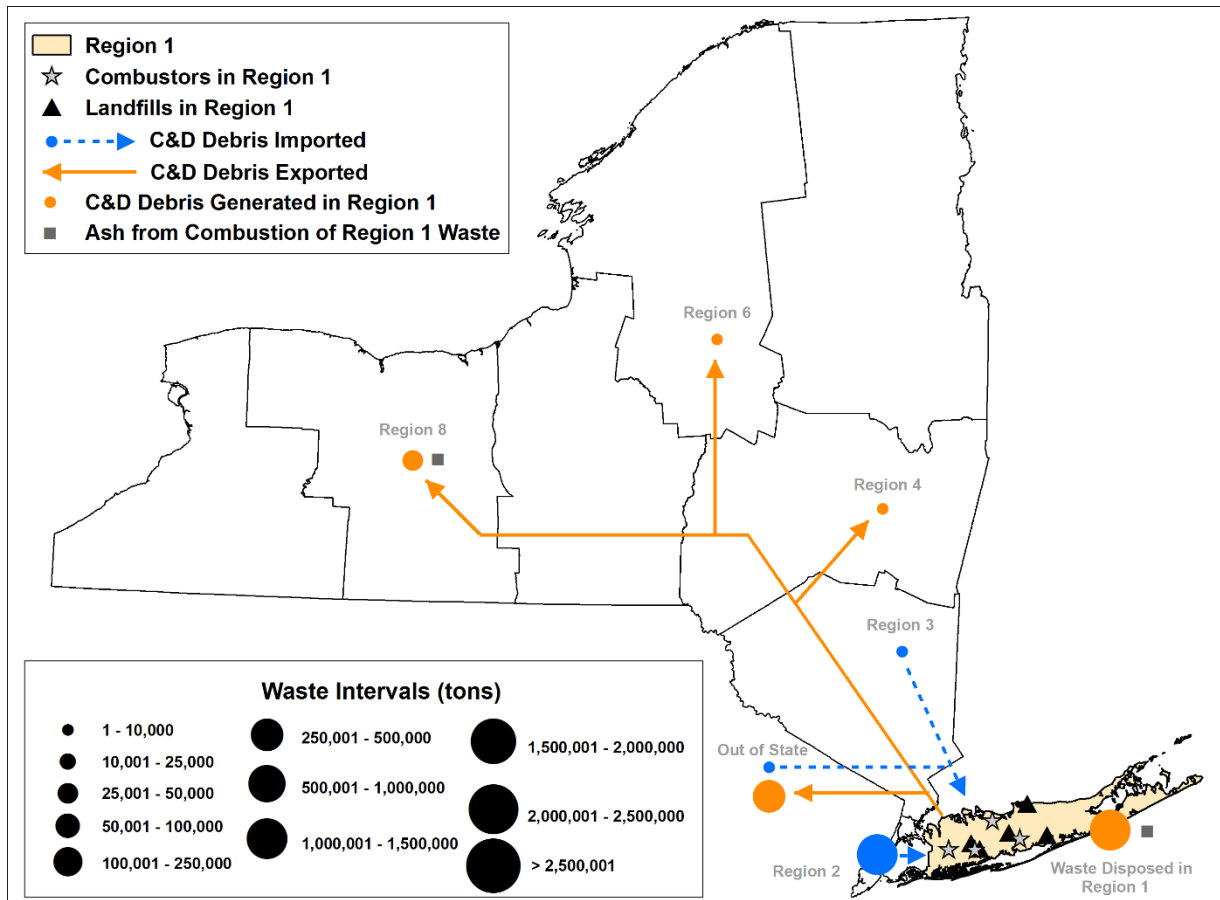 Region 1
Combustors in Region 1
Landfills in Region 1
C&D Debris Imported
C&D Debris Exported
C&D Debris Generated in Region 1
Ash from Combustion of Region 1 Waste
Region 6
Region 8
Region 4
Region 3
Out of State
Region 2
Waste Disposed in
Region 1
Waste Intervals (tons)
1 - 10,000
10,001 - 25,000
25,001 - 50,000
50,001 - 100,000
100,001 - 250,000
250,001 - 500,000
500,001 - 1,000,000
1,000,001 - 1,500,000
1,500,001 - 2,000,000
2,000,001 - 2,500,000
> 2,500,001